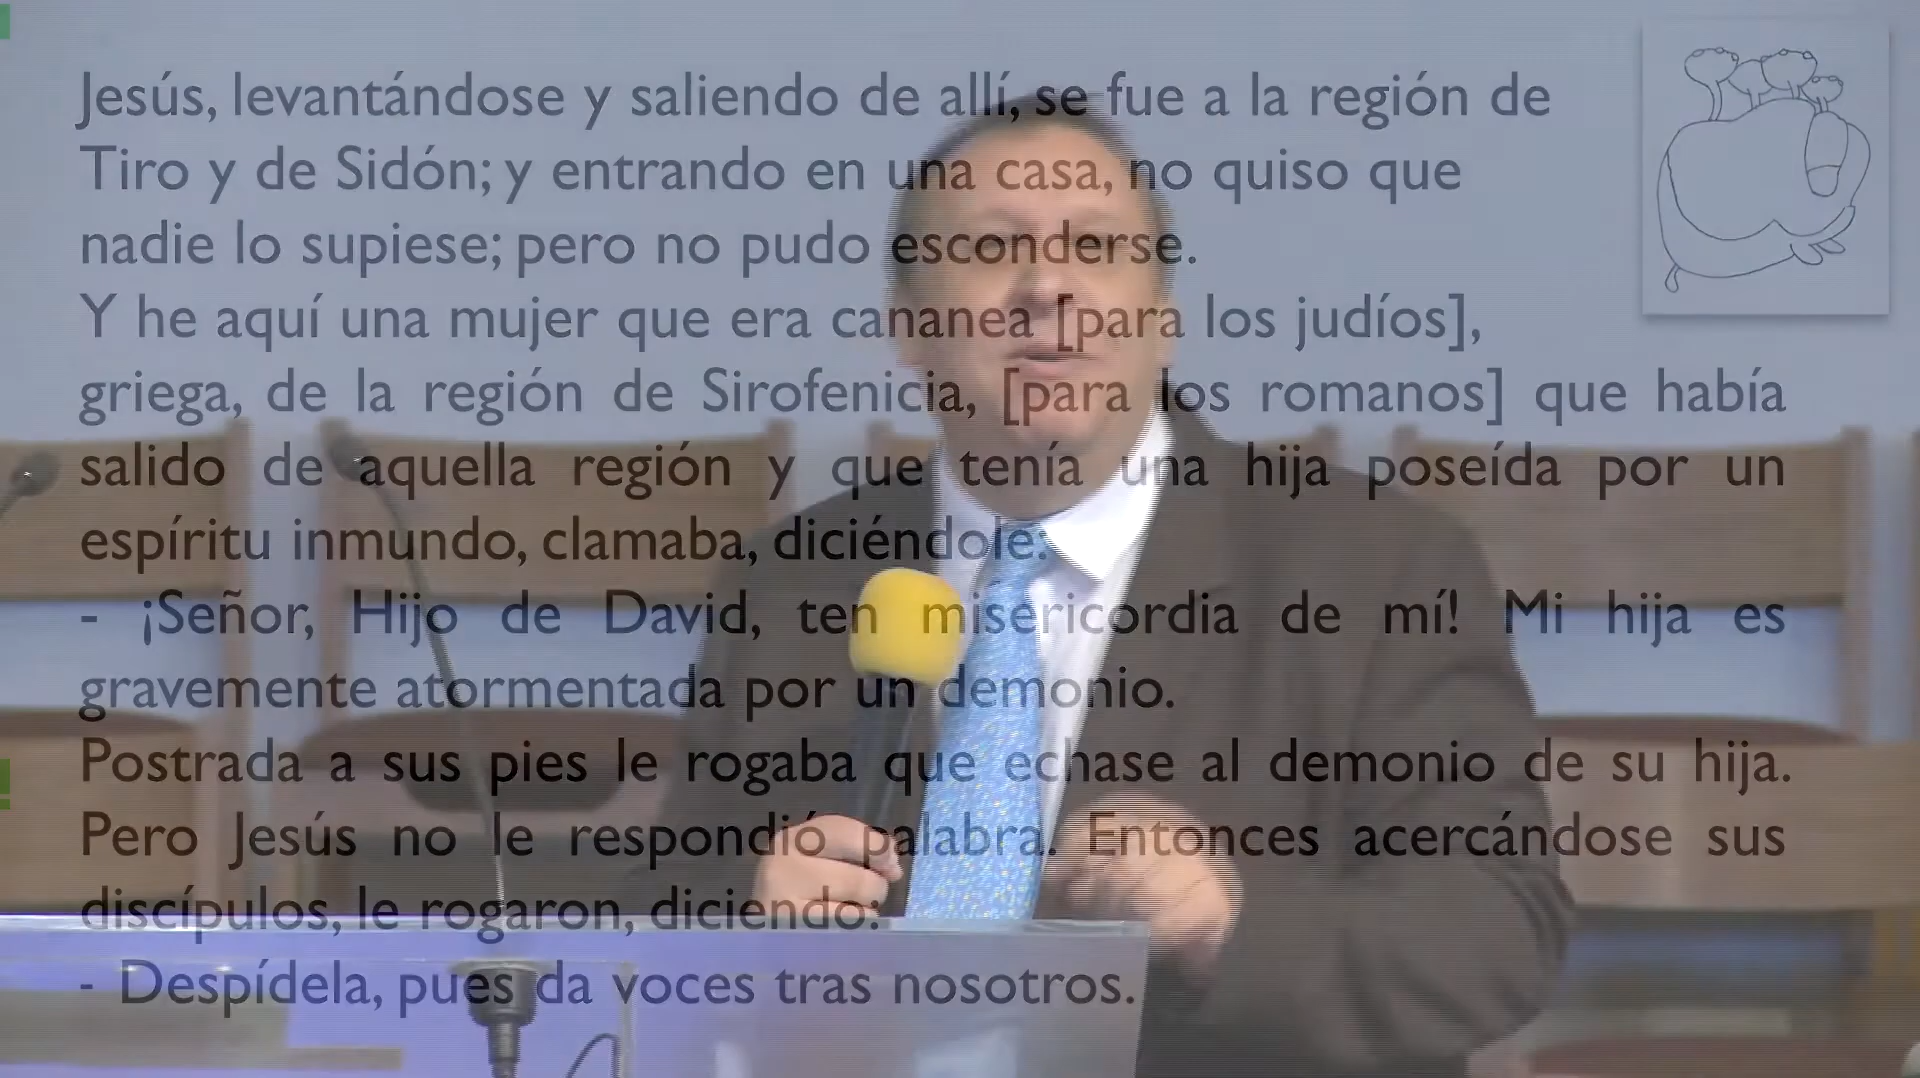 Jesús, levantándose y saliendo de allí, se fue a la región de
Tiro y de Sidón; y entrando en una casa, no quiso que
nadie lo supiese; pero no pudo esconderse.
Y he aquí una mujer que era cananea [para los judíos],
griega, de la región de Sirofenicia, [para los romanos] que había
salido de aquella región y que tenía una hija poseída por un
espíritu inmundo, clamaba, diciéndole:
- ¡Señor, Hijo de David, ten misericordia de mí! Mi hija es
gravemente atormentada por un demonio.
Postrada a sus pies le rogaba que echase al demonio de su hija.
Pero Jesús no le respondió palabra. Entonces acercándose sus
discípulos, le rogaron, diciendo:
- Despídela, pues da voces tras nosotros.